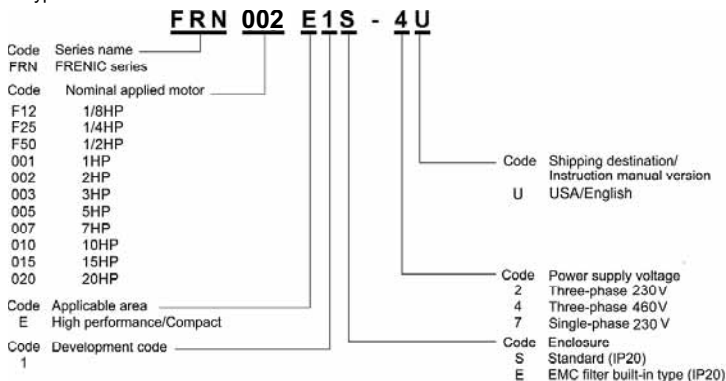 FRN 002 E1S - 4U
Code Series name
FRN FRENIC series
Code Nominal applied motor
F12 1/8HP
F25 1/4HP
F50 1/2HP
001 1HP
002 2HP
003 3HP
005 5HP
007 7HP
010 10HP
015 15HP
020 20HP
Code Applicable area
E High performance/Compact
Code Development code
1
Code Shipping destination/
Instruction manual version
U USA/English
Code Power supply voltage
2 Three-phase 230V
4 Three-phase 460V
7 Single-phase 230V
Code Enclosure
S Standard (IP20)
E EMC filter built-in type (IP20)